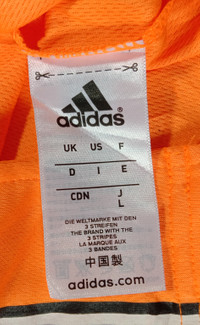 adidas®
UK US F
D I E
CDN J
L
DIE WELTMARKE MIT DEN
3 STREIFEN
THE BRAND WITH THE
3 STRIPES
LA MARQUE AUX
3 BANDES
中国製
adidas.com